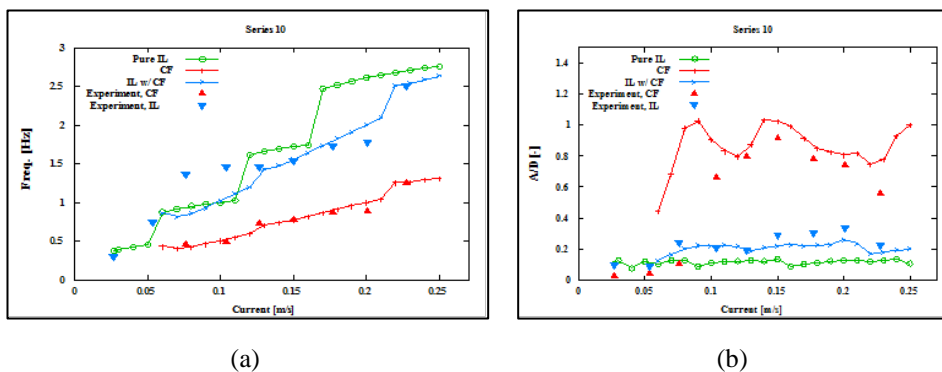 Series 10
Freq. [Hz]
3
2.5
2
1.5
1
0.5
0
Pure IL
CF
IL w/ CF
Experiment, CF
Experiment, IL
0 0.05 0.1 0.15 0.2 0.25
Current [m/s]
(a)
Series 10
A/D [-]
1.4
1.2
1
0.8
0.6
0.4
0.2
0
Pure IL
CF
IL w/ CF
Experiment, CF
Experiment, IL
0 0.05 0.1 0.15 0.2 0.25
Current [m/s]
(b)